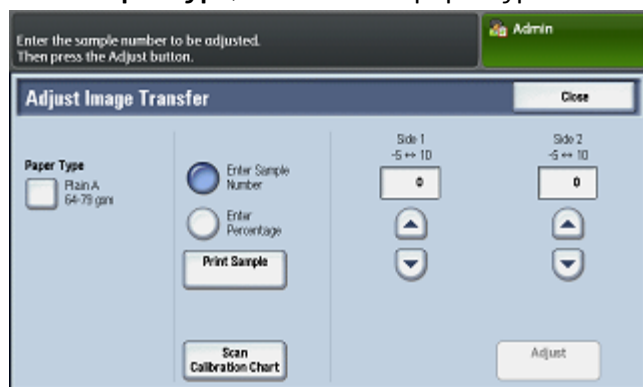 Enter the sample number to be adjusted.
Then press the Adjust button.
Admin
Adjust Image Transfer
Close
Paper Type
Plain A
64-79 gsm
Enter Sample
Number
Enter
Percentage
Print Sample
Scan
Calibration Chart
Side 1
-5 ↔ 10
0
Side 2
-5 ↔ 10
0
Adjust